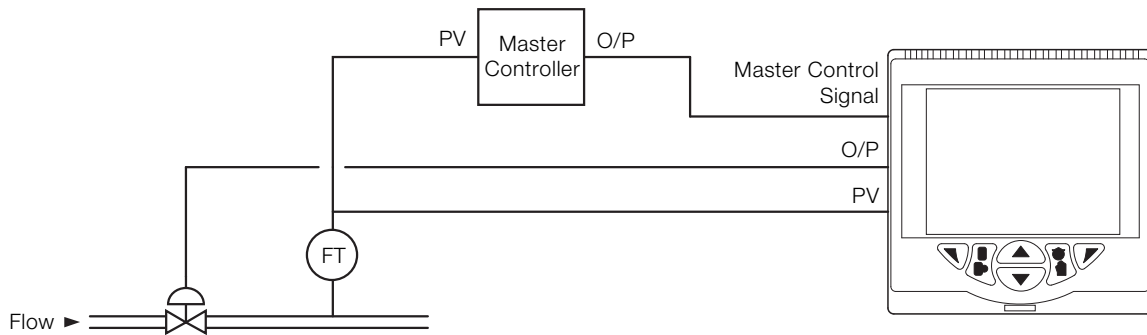 PV
Master
Controller
O/P
Master Control
Signal
O/P
PV
FT
Flow ►